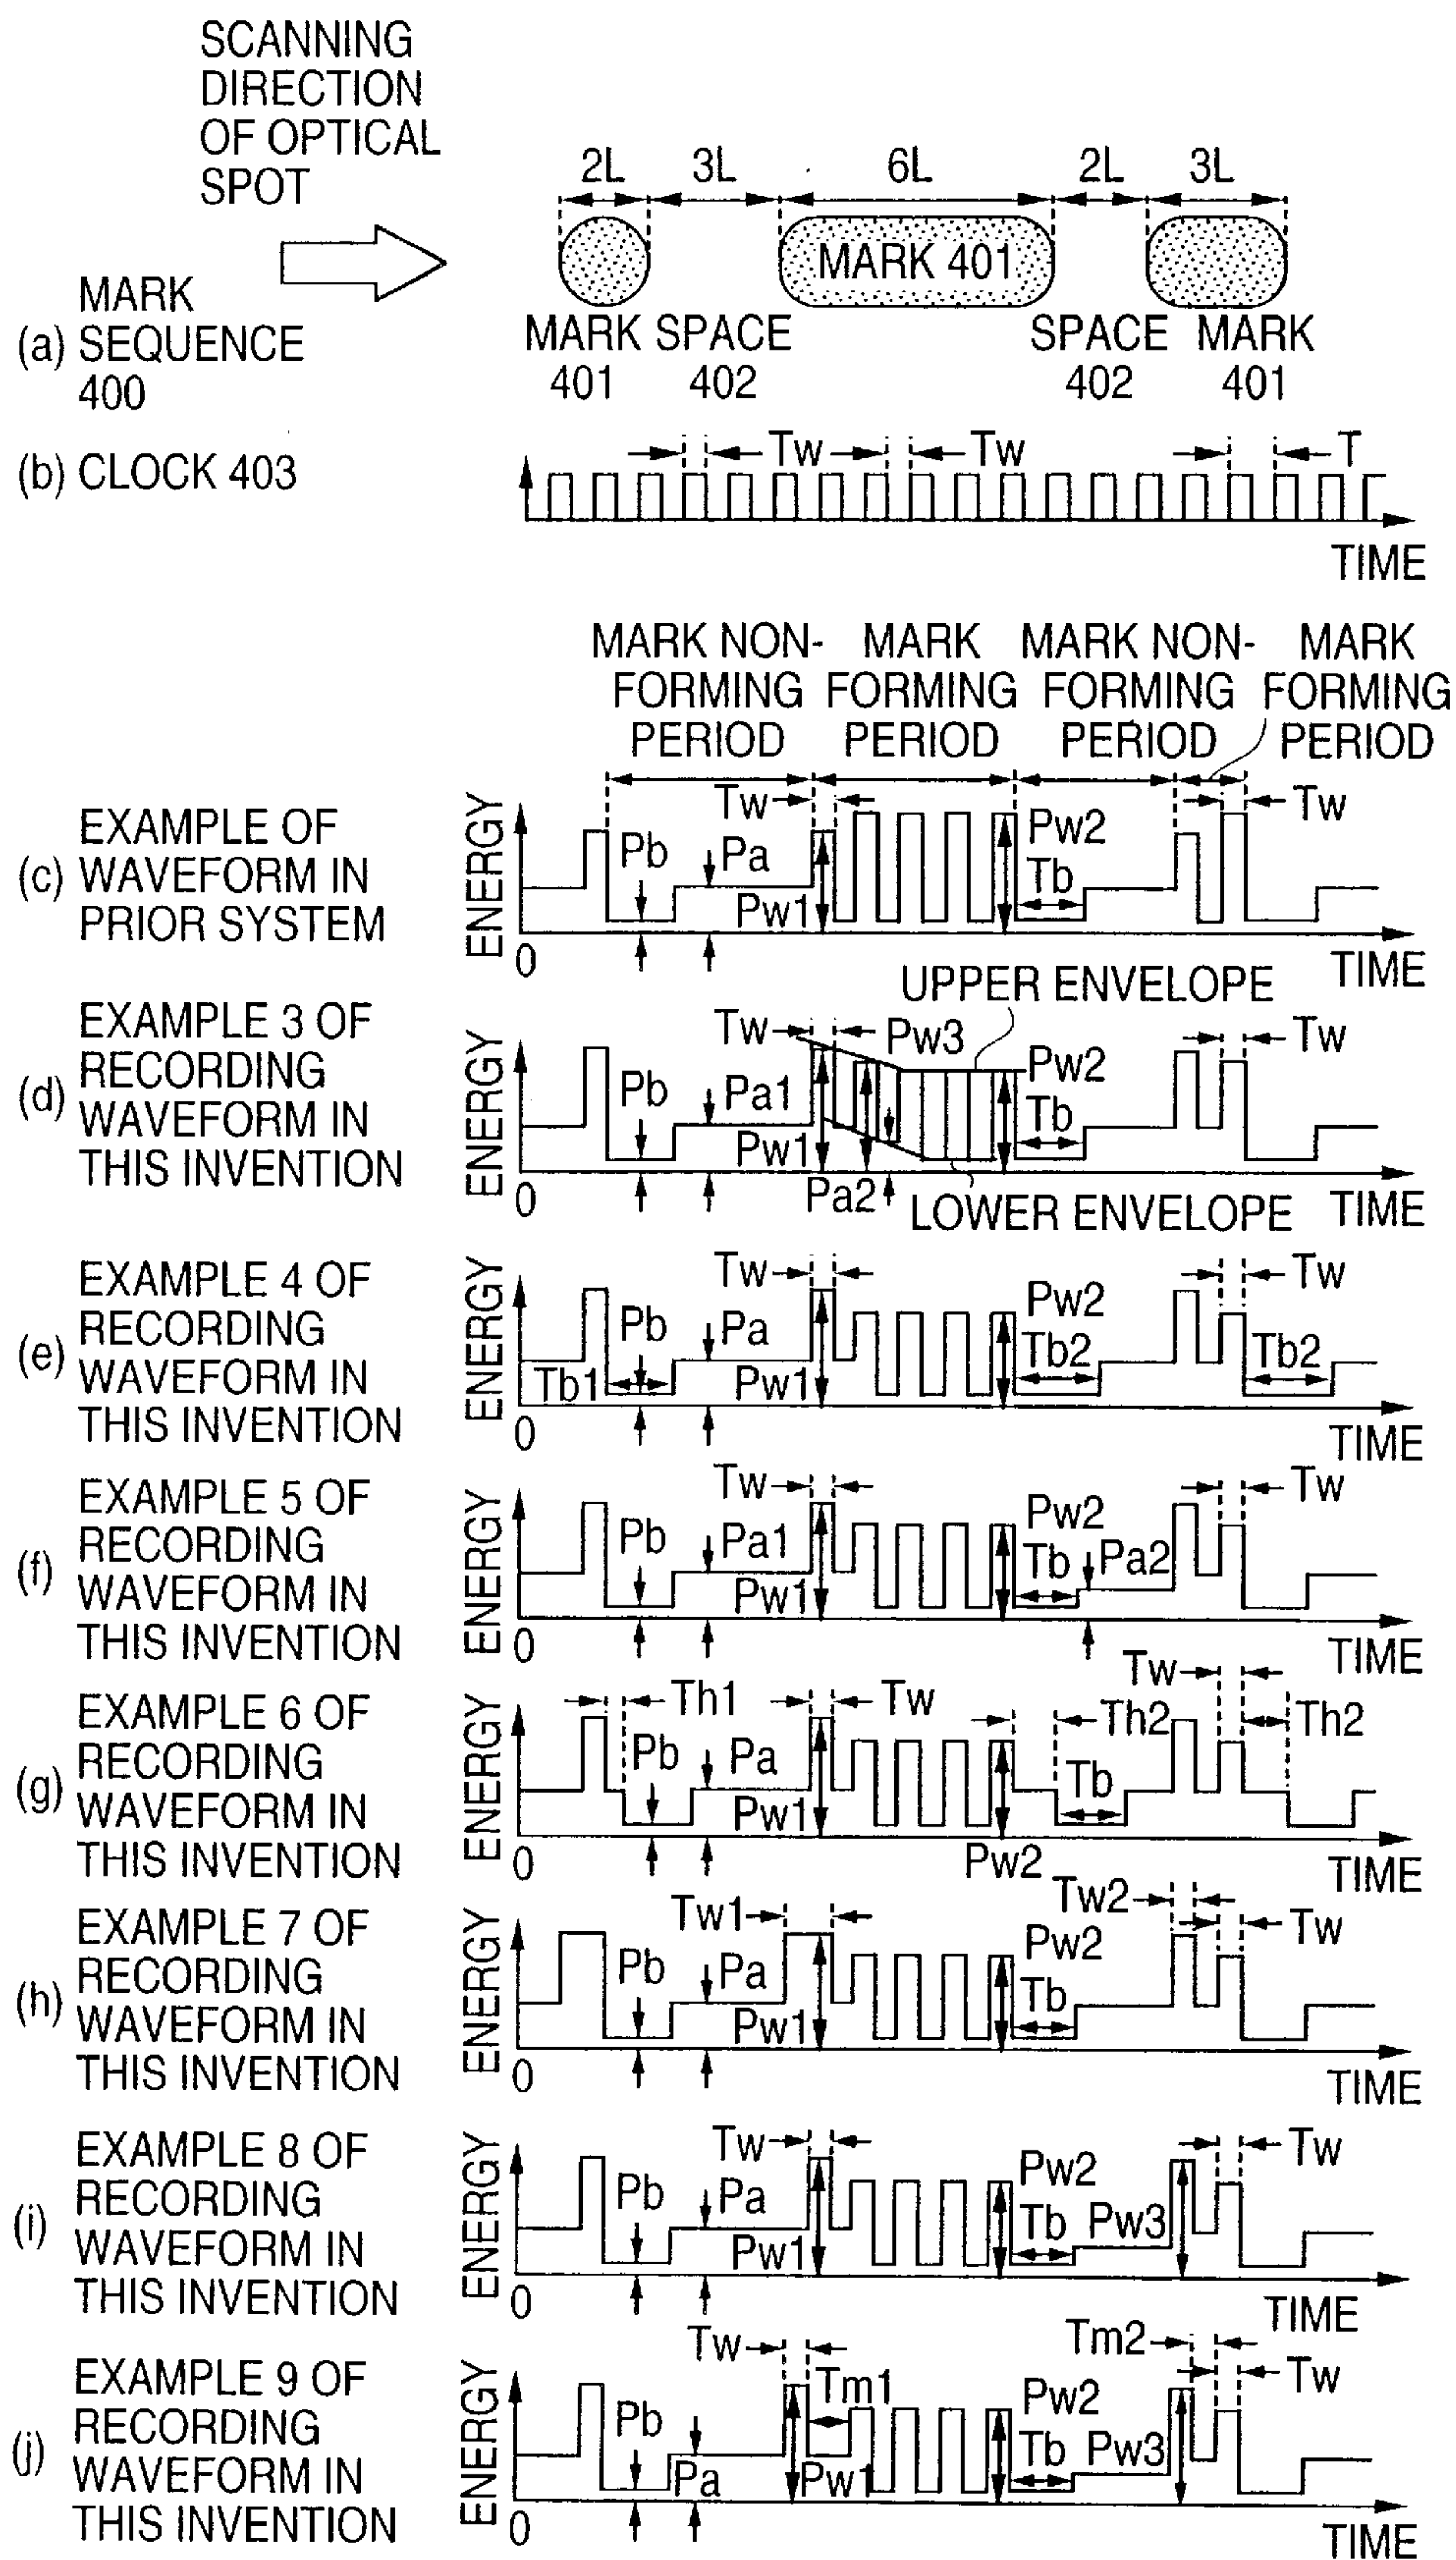 SCANNING
DIRECTION
OF OPTICAL
SPOT
2L 3L 6L 2L 3L
MARK 401
(a) MARK
SEQUENCE
400
MARK SPACE SPACE MARK
401 402 402 401
(b) CLOCK 403
Tw Tw T
TIME
MARK NON- MARK MARK NON- MARK
FORMING FORMING FORMING FORMING
PERIOD PERIOD PERIOD PERIOD
(c) EXAMPLE OF
WAVEFORM IN
PRIOR SYSTEM
ENERGY
Tw Pw2 Tw
Pb Pa Tb
Pw1
0 TIME
UPPER ENVELOPE
(d) EXAMPLE 3 OF
RECORDING
WAVEFORM IN
THIS INVENTION
ENERGY
Tw Pw3 Tw
Pb Pa1 Pw2
Pw1 Tb
0 Pa2 LOWER ENVELOPE TIME
(e) EXAMPLE 4 OF
RECORDING
WAVEFORM IN
THIS INVENTION
ENERGY
Tw Tw
Pb Pa Pw2
Tb1 Pw1 Tb2 Tb2
0 TIME
(f) EXAMPLE 5 OF
RECORDING
WAVEFORM IN
THIS INVENTION
ENERGY
Tw Tw
Pb Pa1 Pw2
Pw1 Tb Pa2
0 TIME
(g) EXAMPLE 6 OF
RECORDING
WAVEFORM IN
THIS INVENTION
ENERGY
Tw
Th1 Tw Th2 Th2
Pb Pa Tb
Pw1
0 Pw2 TIME
(h) EXAMPLE 7 OF
RECORDING
WAVEFORM IN
THIS INVENTION
ENERGY
Tw2
Tw1 Tw
Pb Pa Pw2
Pw1 Tb
0 TIME
(i) EXAMPLE 8 OF
RECORDING
WAVEFORM IN
THIS INVENTION
ENERGY
Tw Tw
Pb Pa Pw2
Pw1 Tb Pw3
0 TIME
(j) EXAMPLE 9 OF
RECORDING
WAVEFORM IN
THIS INVENTION
ENERGY
Tw Tm2
Tm1 Tw
Pb Pw2
Pa Pw1 Tb Pw3
0 TIME